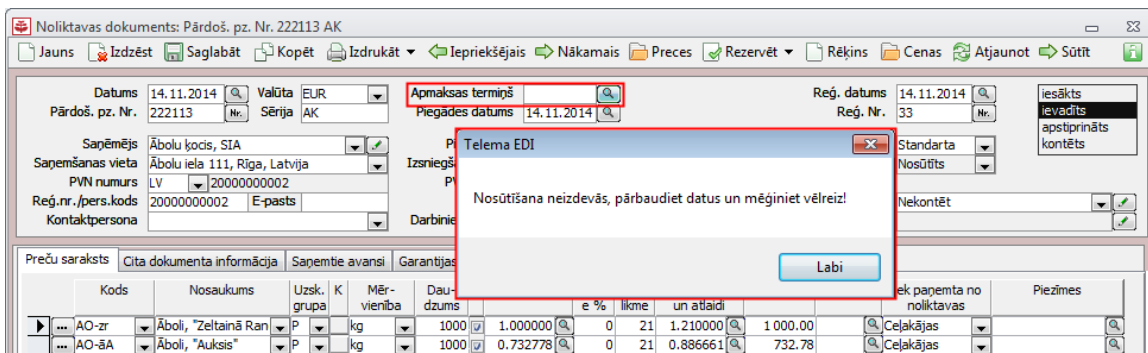 Noliktavas dokuments: Pārdoš. pz. Nr. 222113 AK
Jauns Izdzēst Saglabāt Kopēt Izdrukāt Iepriekšējais Nākamais Preces Rezervēt Rēķins Cenas Atjaunot Sūtīt
Datums 14.11.2014 Valūta EUR Apmaksas termiņš Reģ. datums 14.11.2014 iesākts
Pārdoš. pz. Nr. 222113 Nr. Sērija AK Piegādes datums 14.11.2014 Reģ. Nr. 33 Nr. ievadīts
apstiprināts
kontēts
Saņēmējs Ābolu ķocis, SIA Standarta
Saņemšanas vieta Ābolu iela 111, Rīga, Latvija Nosūtīts
PVN numurs LV 20000000002
Reģ.nr./pers.kods 20000000002 E-pasts Nekontēt
Kontaktpersona
Telema EDI
Nosūtīšana neizdevās, pārbaudiet datus un mēģiniet vēlreiz!
Labi
Preču saraksts Cita dokumenta informācija Saņemtie avansi
Kods Nosaukums Uzsk. grupa K Mēr-vienība Dau-dzums e % likme un atlaidi noliktavas Piezīmes
AO-zr Āboli, "Zeltainā Ran P kg 1000 1.000000 0 21 1.210000 1 000.00 Ceļakājas
AO-āA Āboli, "Auksis" P kg 1000 0.732778 0 21 0.886661 732.78 Ceļakājas